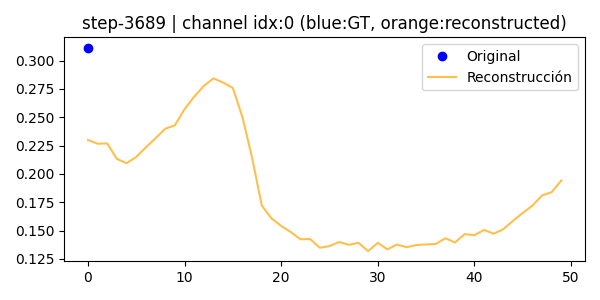 step-3689 | channel idx:0 (blue:GT, orange:reconstructed)
Original
Reconstrucción
0.300
0.275
0.250
0.225
0.200
0.175
0.150
0.125
0 10 20 30 40 50